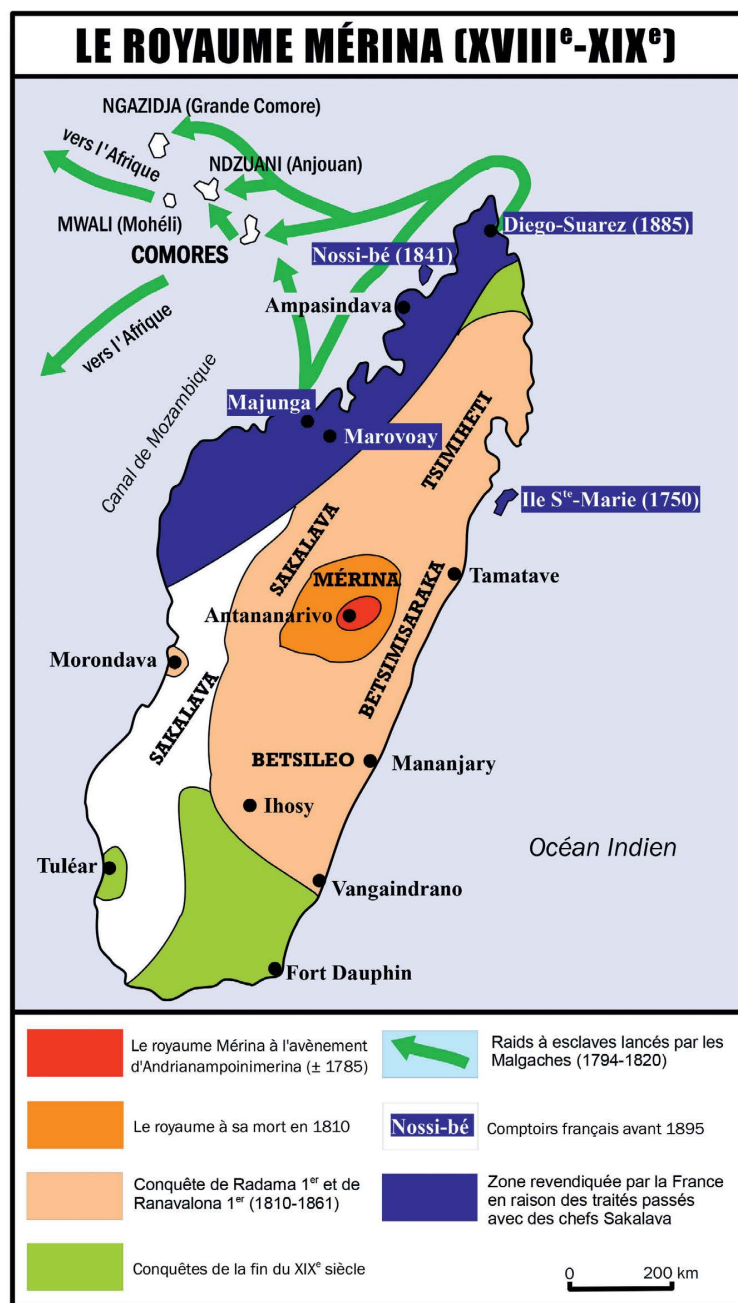 LE ROYAUME MÉRINA (XVIIIᵉ-XIXᵉ)
NGAZIDJA (Grande Comore)
vers l'Afrique
NDZUANI (Anjouan)
MWALI (Mohéli)
COMORES
Diego-Suarez (1885)
Nossi-bé (1841)
Ampasindava
vers l'Afrique
Canal de Mozambique
Majunga
Marovoay
TSIMIHETI
Ile Sᵗᵉ-Marie (1750)
SAKALAVA
MÉRINA
Tamatave
Antananarivo
BETSIMISARAKA
Morondava
SAKALAVA
BETSILEO
Mananjary
Ihosy
Océan Indien
Tuléar
Vangaindrano
Fort Dauphin
Le royaume Mérina à l'avènement
d'Andrianampoinimerina (± 1785)
Le royaume à sa mort en 1810
Conquête de Radama 1ᵉʳ et de
Ranavalona 1ᵉʳ (1810-1861)
Conquêtes de la fin du XIXᵉ siècle
Raids à esclaves lancés par les
Malgaches (1794-1820)
Nossi-bé
Comptoirs français avant 1895
Zone revendiquée par la France
en raison des traités passés
avec des chefs Sakalava
0 200 km